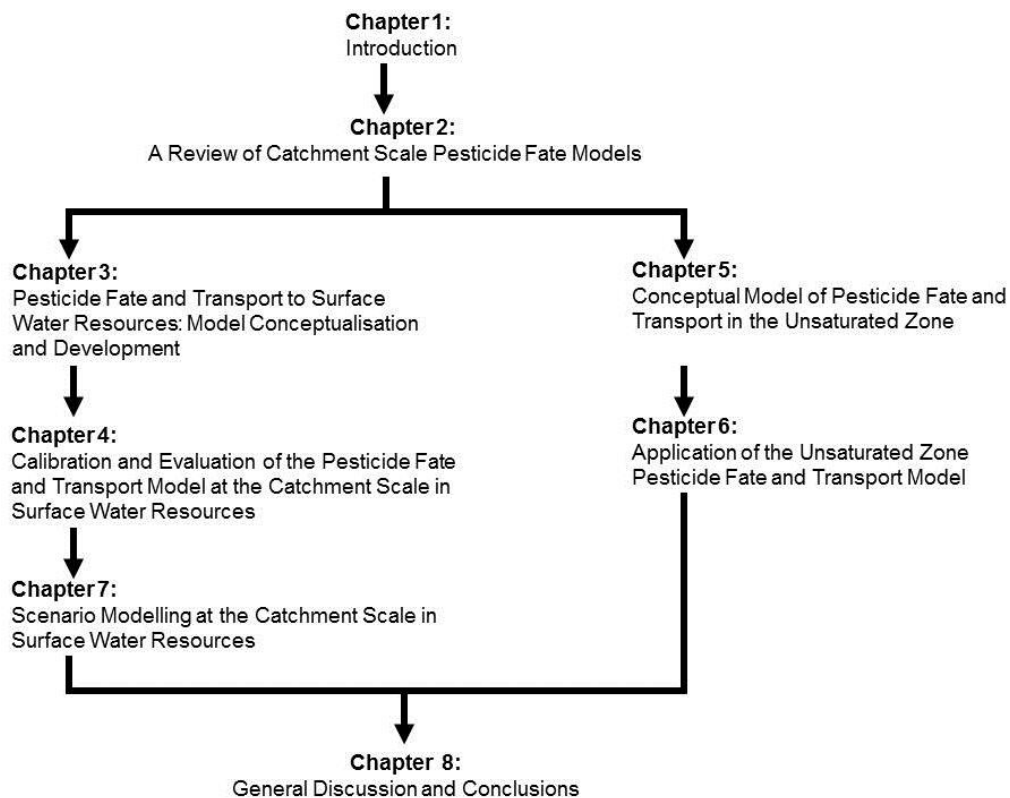 Chapter 1:
Introduction
Chapter 2:
A Review of Catchment Scale Pesticide Fate Models
Chapter 3:
Pesticide Fate and Transport to Surface
Water Resources: Model Conceptualisation
and Development
Chapter 4:
Calibration and Evaluation of the Pesticide Fate
and Transport Model at the Catchment Scale in
Surface Water Resources
Chapter 7:
Scenario Modelling at the Catchment Scale in
Surface Water Resources
Chapter 5:
Conceptual Model of Pesticide Fate and
Transport in the Unsaturated Zone
Chapter 6:
Application of the Unsaturated Zone
Pesticide Fate and Transport Model
Chapter 8:
General Discussion and Conclusions